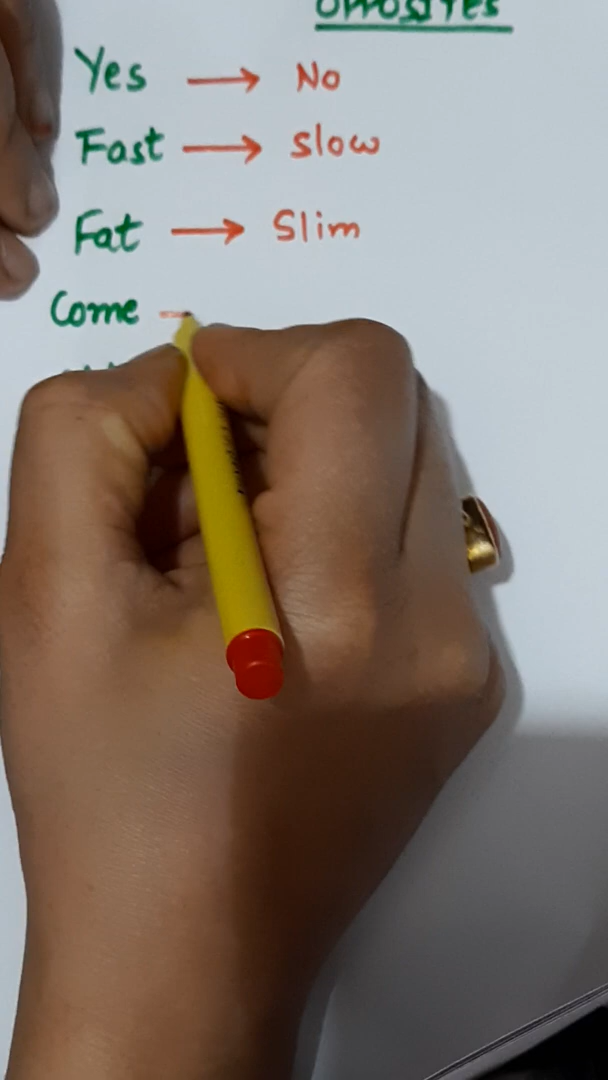 OPPOSITES
Yes → No
Fast → slow
Fat → Slim
Come